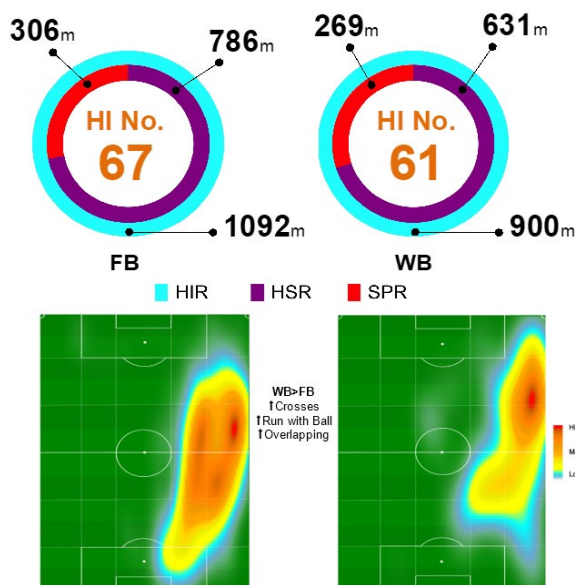 306m
786m
HI No.
67
1092m
FB
269m
631m
HI No.
61
900m
WB
HIR
HSR
SPR
WB>FB
↑Crosses
↑Run with Ball
↑Overlapping